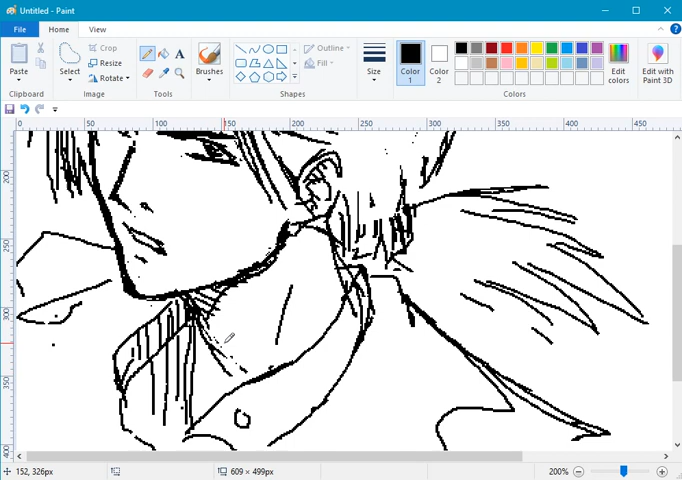 Untitled - Paint
File Home View
Paste Select Crop Resize Rotate Brushes Outline Fill Size Color 1 Color 2 Edit colors Edit with Paint 3D
Clipboard Image Tools Shapes Colors
0 50 100 150 200 250 300 350 400 450
200
250
300
350
400
152, 326px 609 × 499px 200%